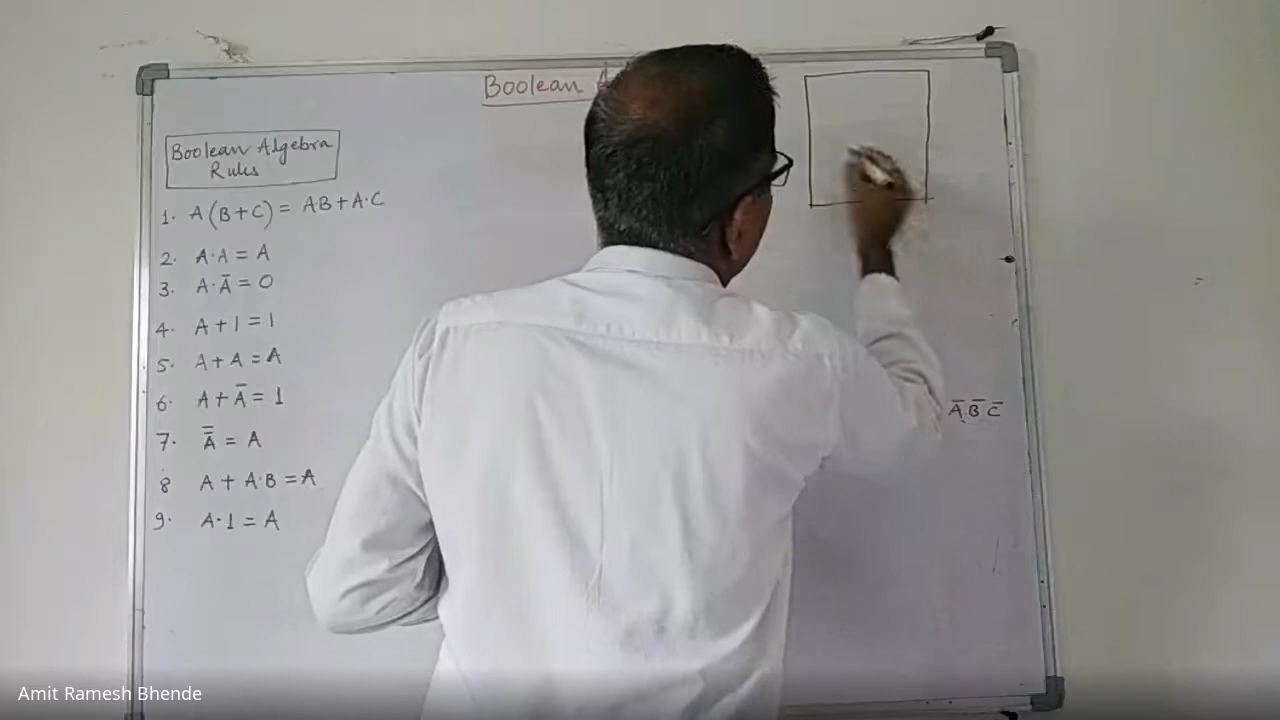 Boolean
Boolean Algebra
Rules
1. A(B+C) = AB+A·C
2. A·A = A
3. A·Ā = 0
4. A+1=1
5. A+A=A
6. A+Ā=1
7. A̿ = A
8 A+A·B=A
9. A·1=A
Ā B̄ C̄
Amit Ramesh Bhende